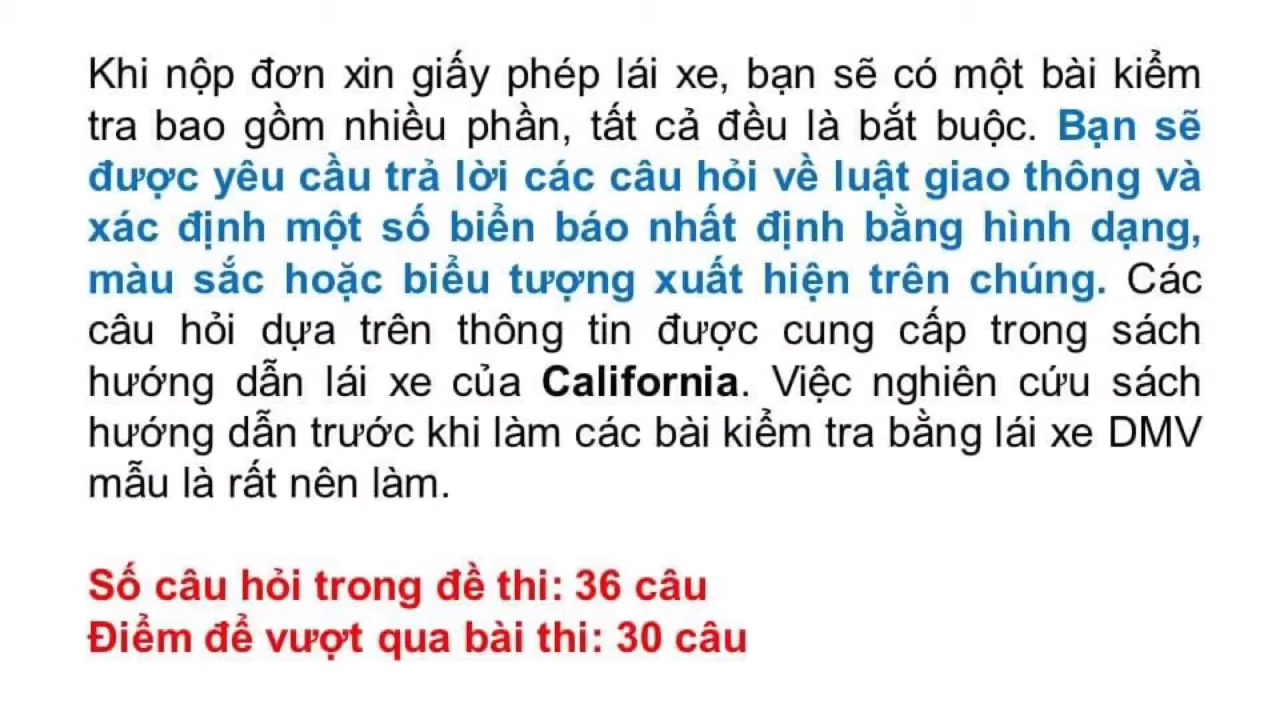 Khi nộp đơn xin giấy phép lái xe, bạn sẽ có một bài kiểm
tra bao gồm nhiều phần, tất cả đều là bắt buộc. Bạn sẽ
được yêu cầu trả lời các câu hỏi về luật giao thông và
xác định một số biển báo nhất định bằng hình dạng,
màu sắc hoặc biểu tượng xuất hiện trên chúng. Các
câu hỏi dựa trên thông tin được cung cấp trong sách
hướng dẫn lái xe của California. Việc nghiên cứu sách
hướng dẫn trước khi làm các bài kiểm tra bằng lái xe DMV
mẫu là rất nên làm.
Số câu hỏi trong đề thi: 36 câu
Điểm để vượt qua bài thi: 30 câu